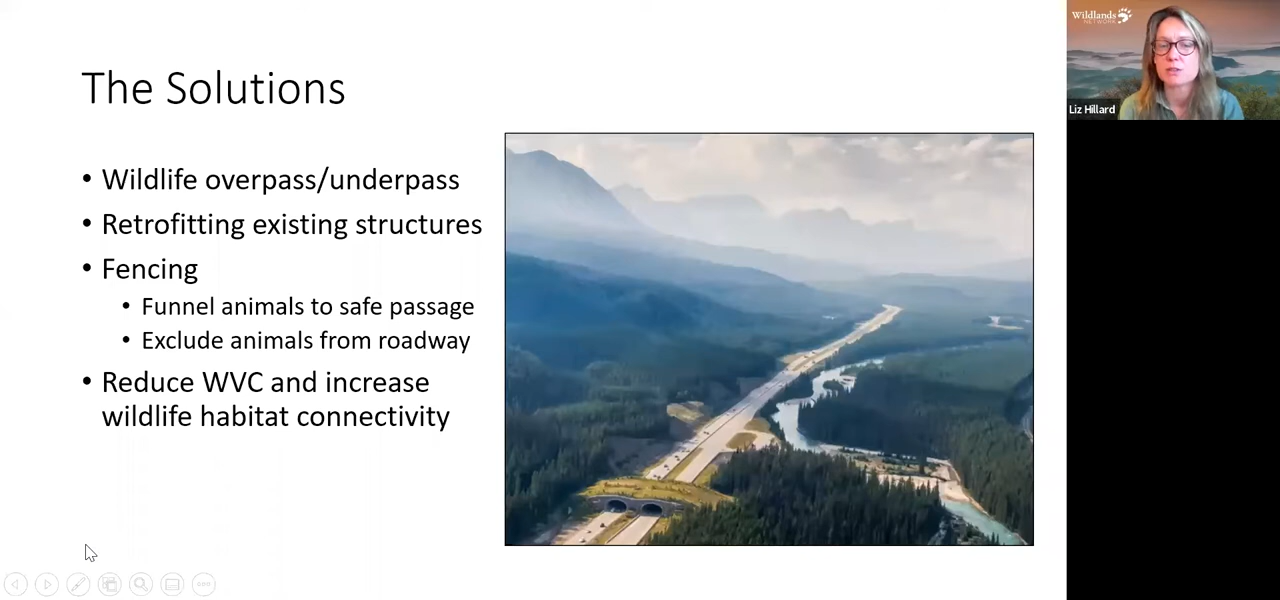 The Solutions
• Wildlife overpass/underpass
• Retrofitting existing structures
• Fencing
• Funnel animals to safe passage
• Exclude animals from roadway
• Reduce WVC and increase
wildlife habitat connectivity
Wildlands
NETWORK
Liz Hillard